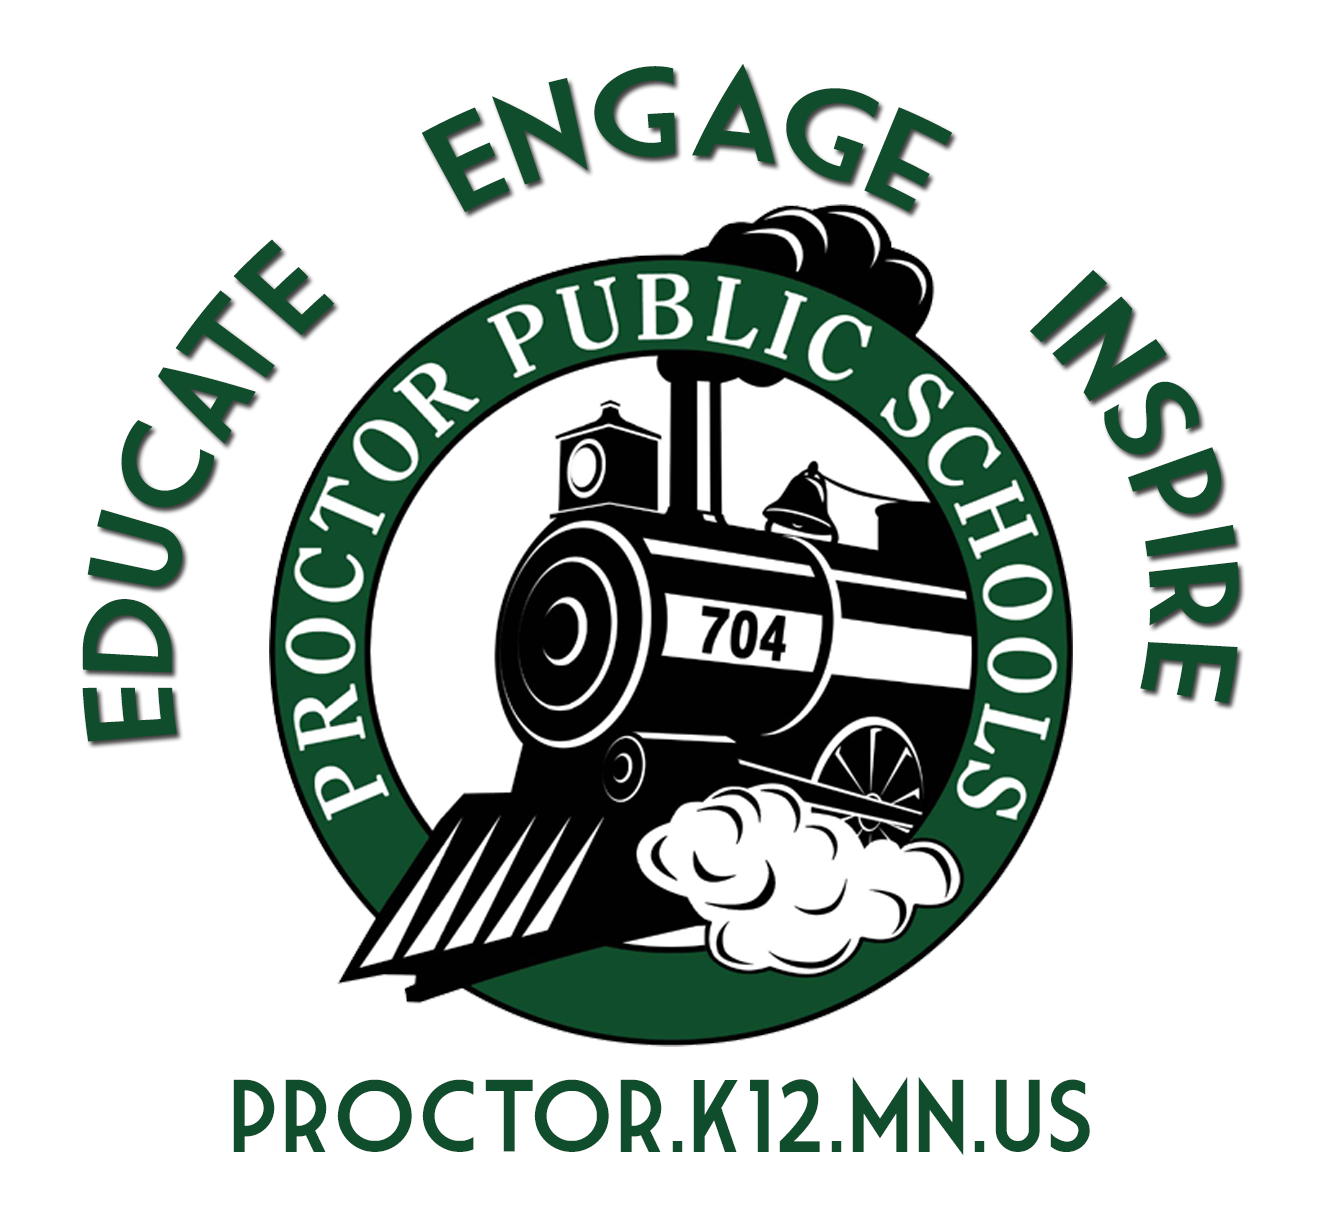 EDUCATE ENGAGE INSPIRE
PROCTOR PUBLIC SCHOOLS
704
PROCTOR.K12.MN.US